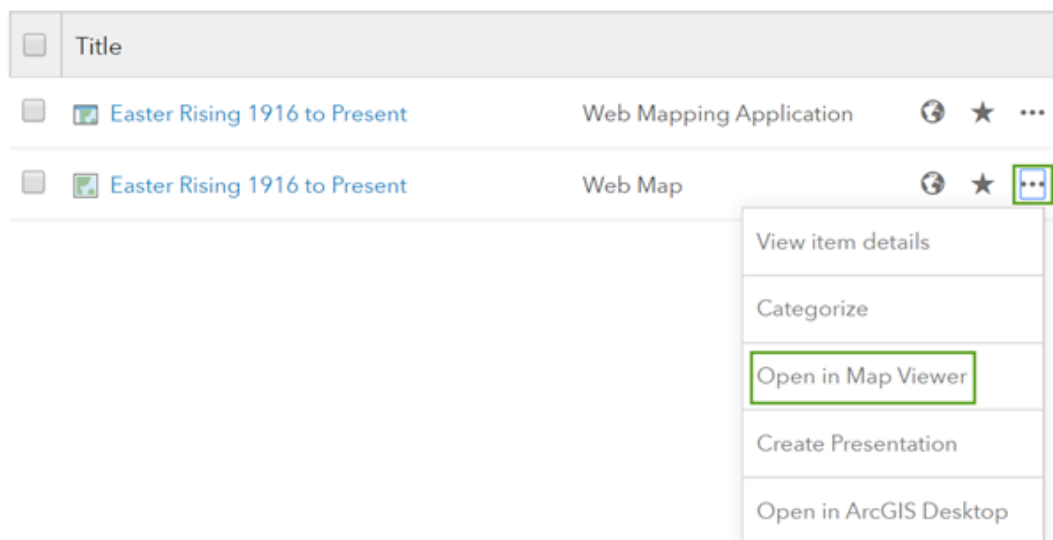 Title
Easter Rising 1916 to Present Web Mapping Application
Easter Rising 1916 to Present Web Map
View item details
Categorize
Open in Map Viewer
Create Presentation
Open in ArcGIS Desktop